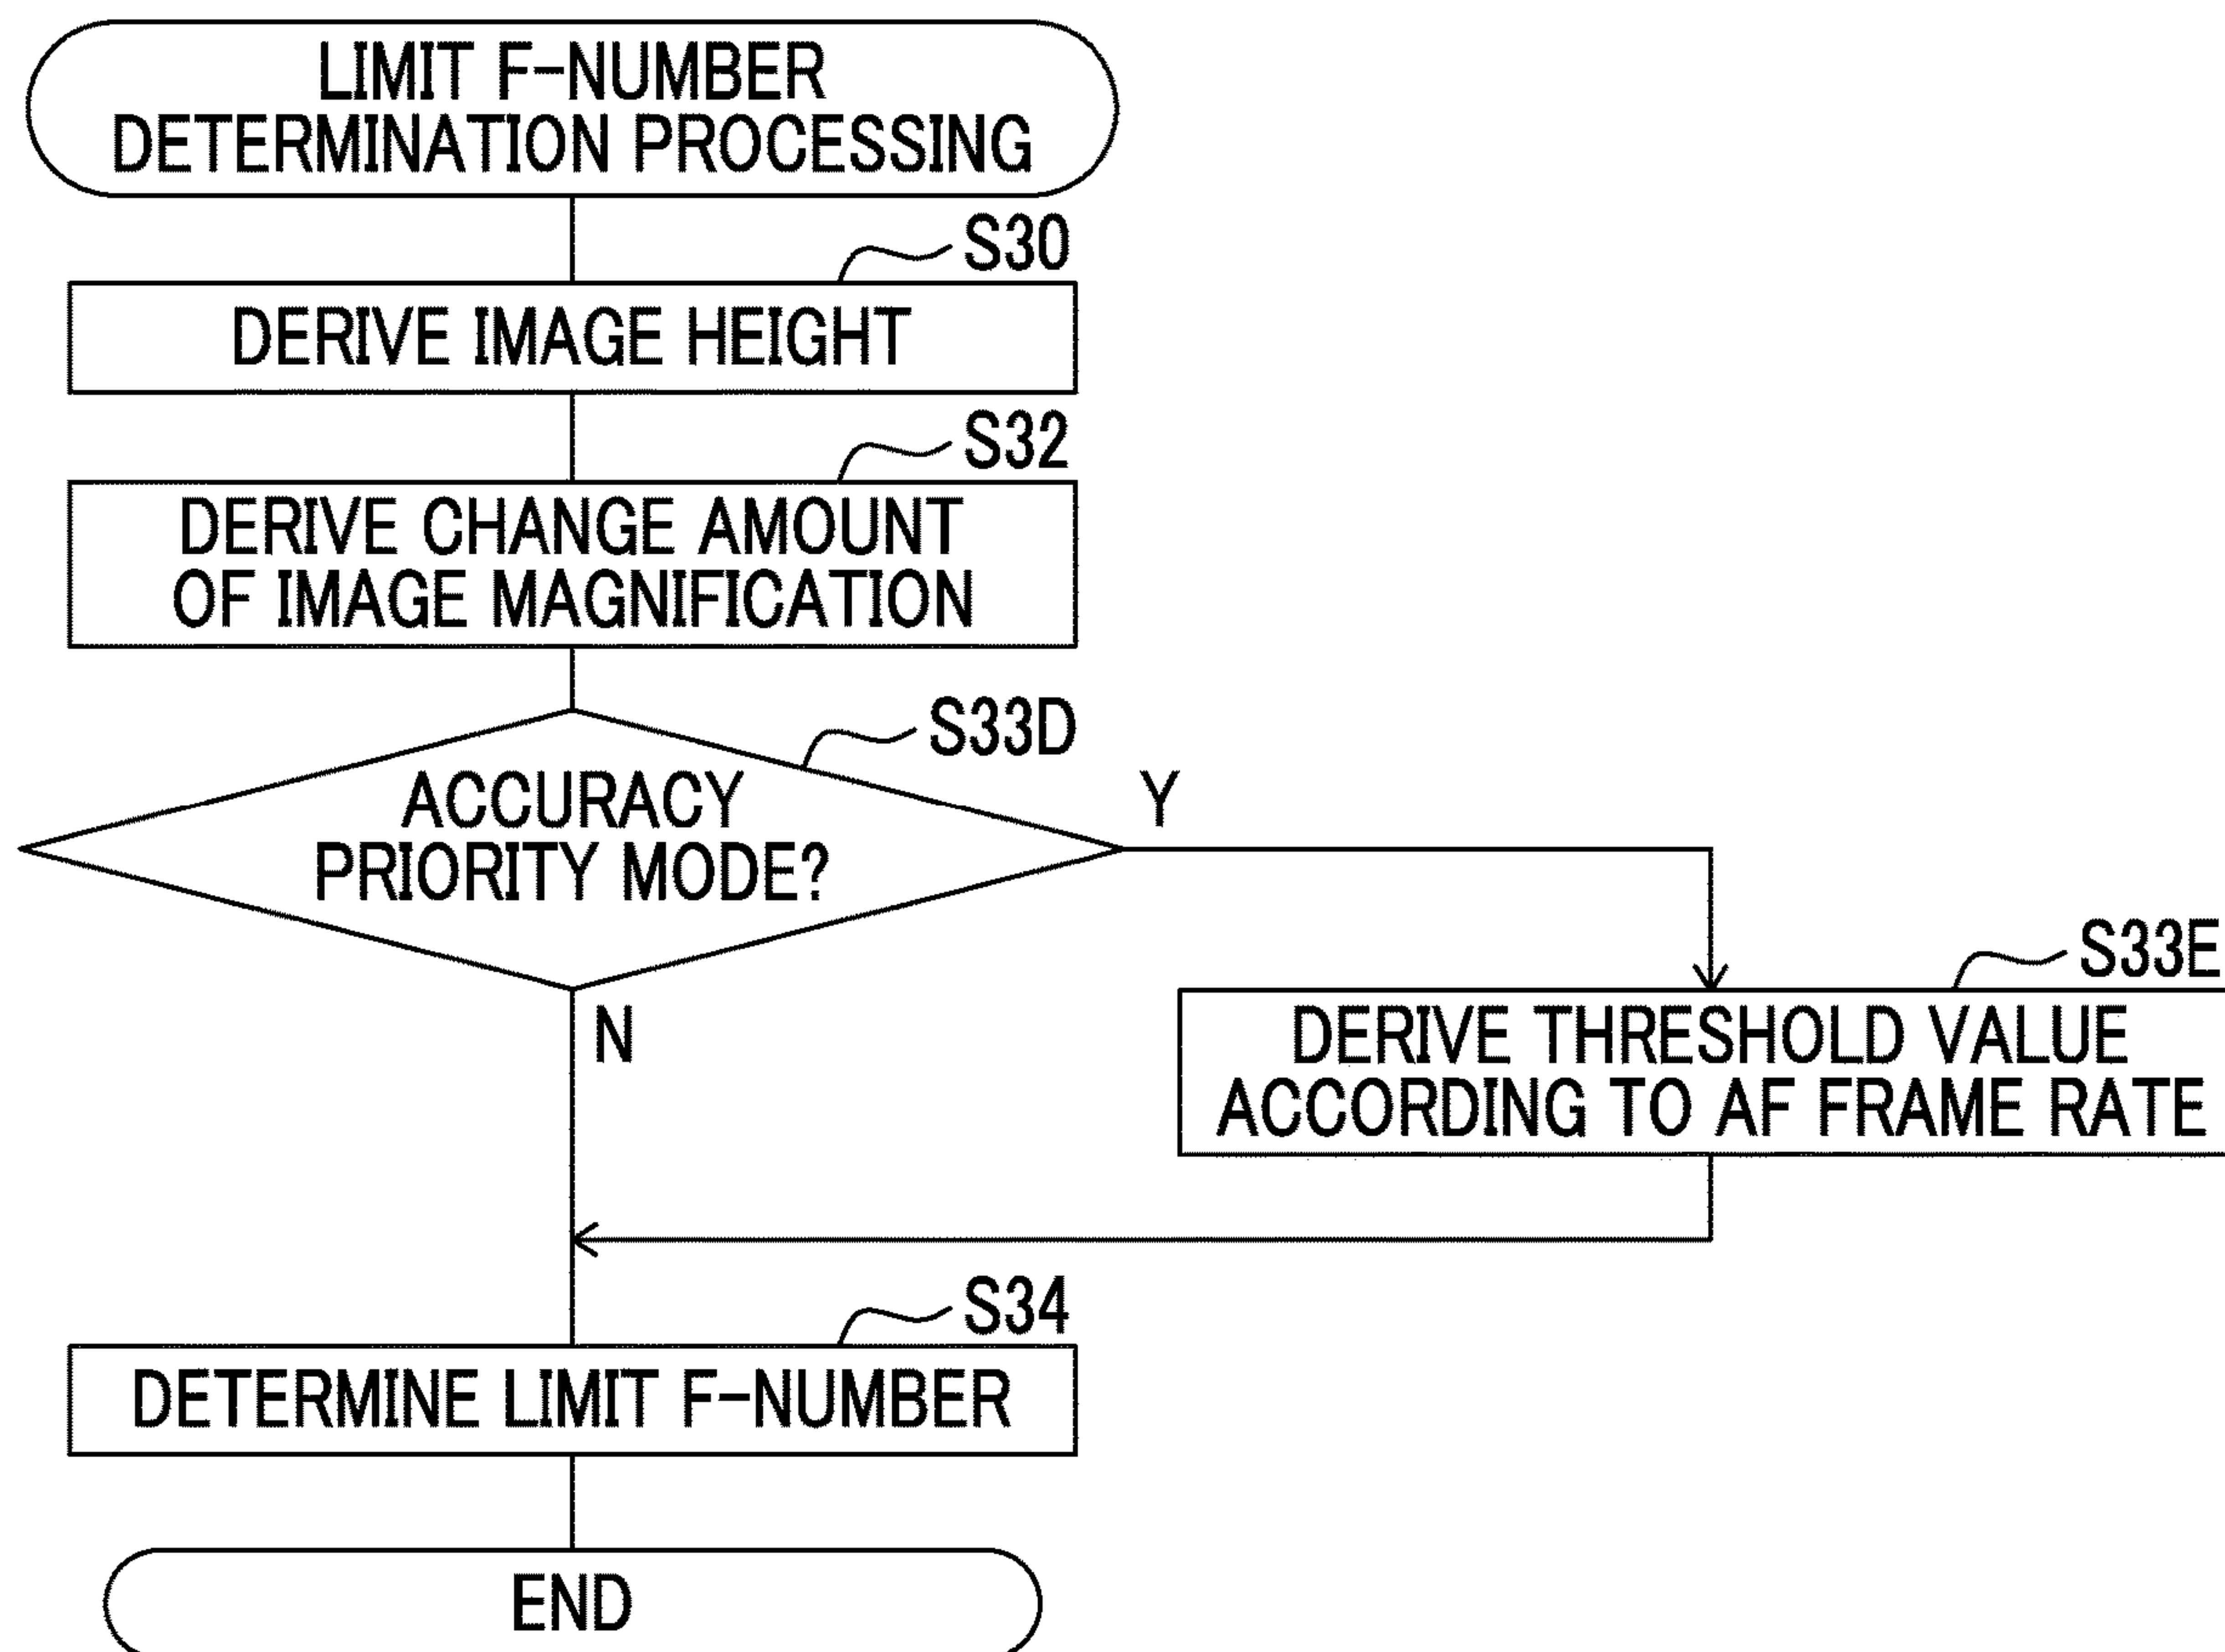 LIMIT F-NUMBER
DETERMINATION PROCESSING
S30
DERIVE IMAGE HEIGHT
S32
DERIVE CHANGE AMOUNT
OF IMAGE MAGNIFICATION
S33D
ACCURACY
PRIORITY MODE?
Y
N
S33E
DERIVE THRESHOLD VALUE
ACCORDING TO AF FRAME RATE
S34
DETERMINE LIMIT F-NUMBER
END